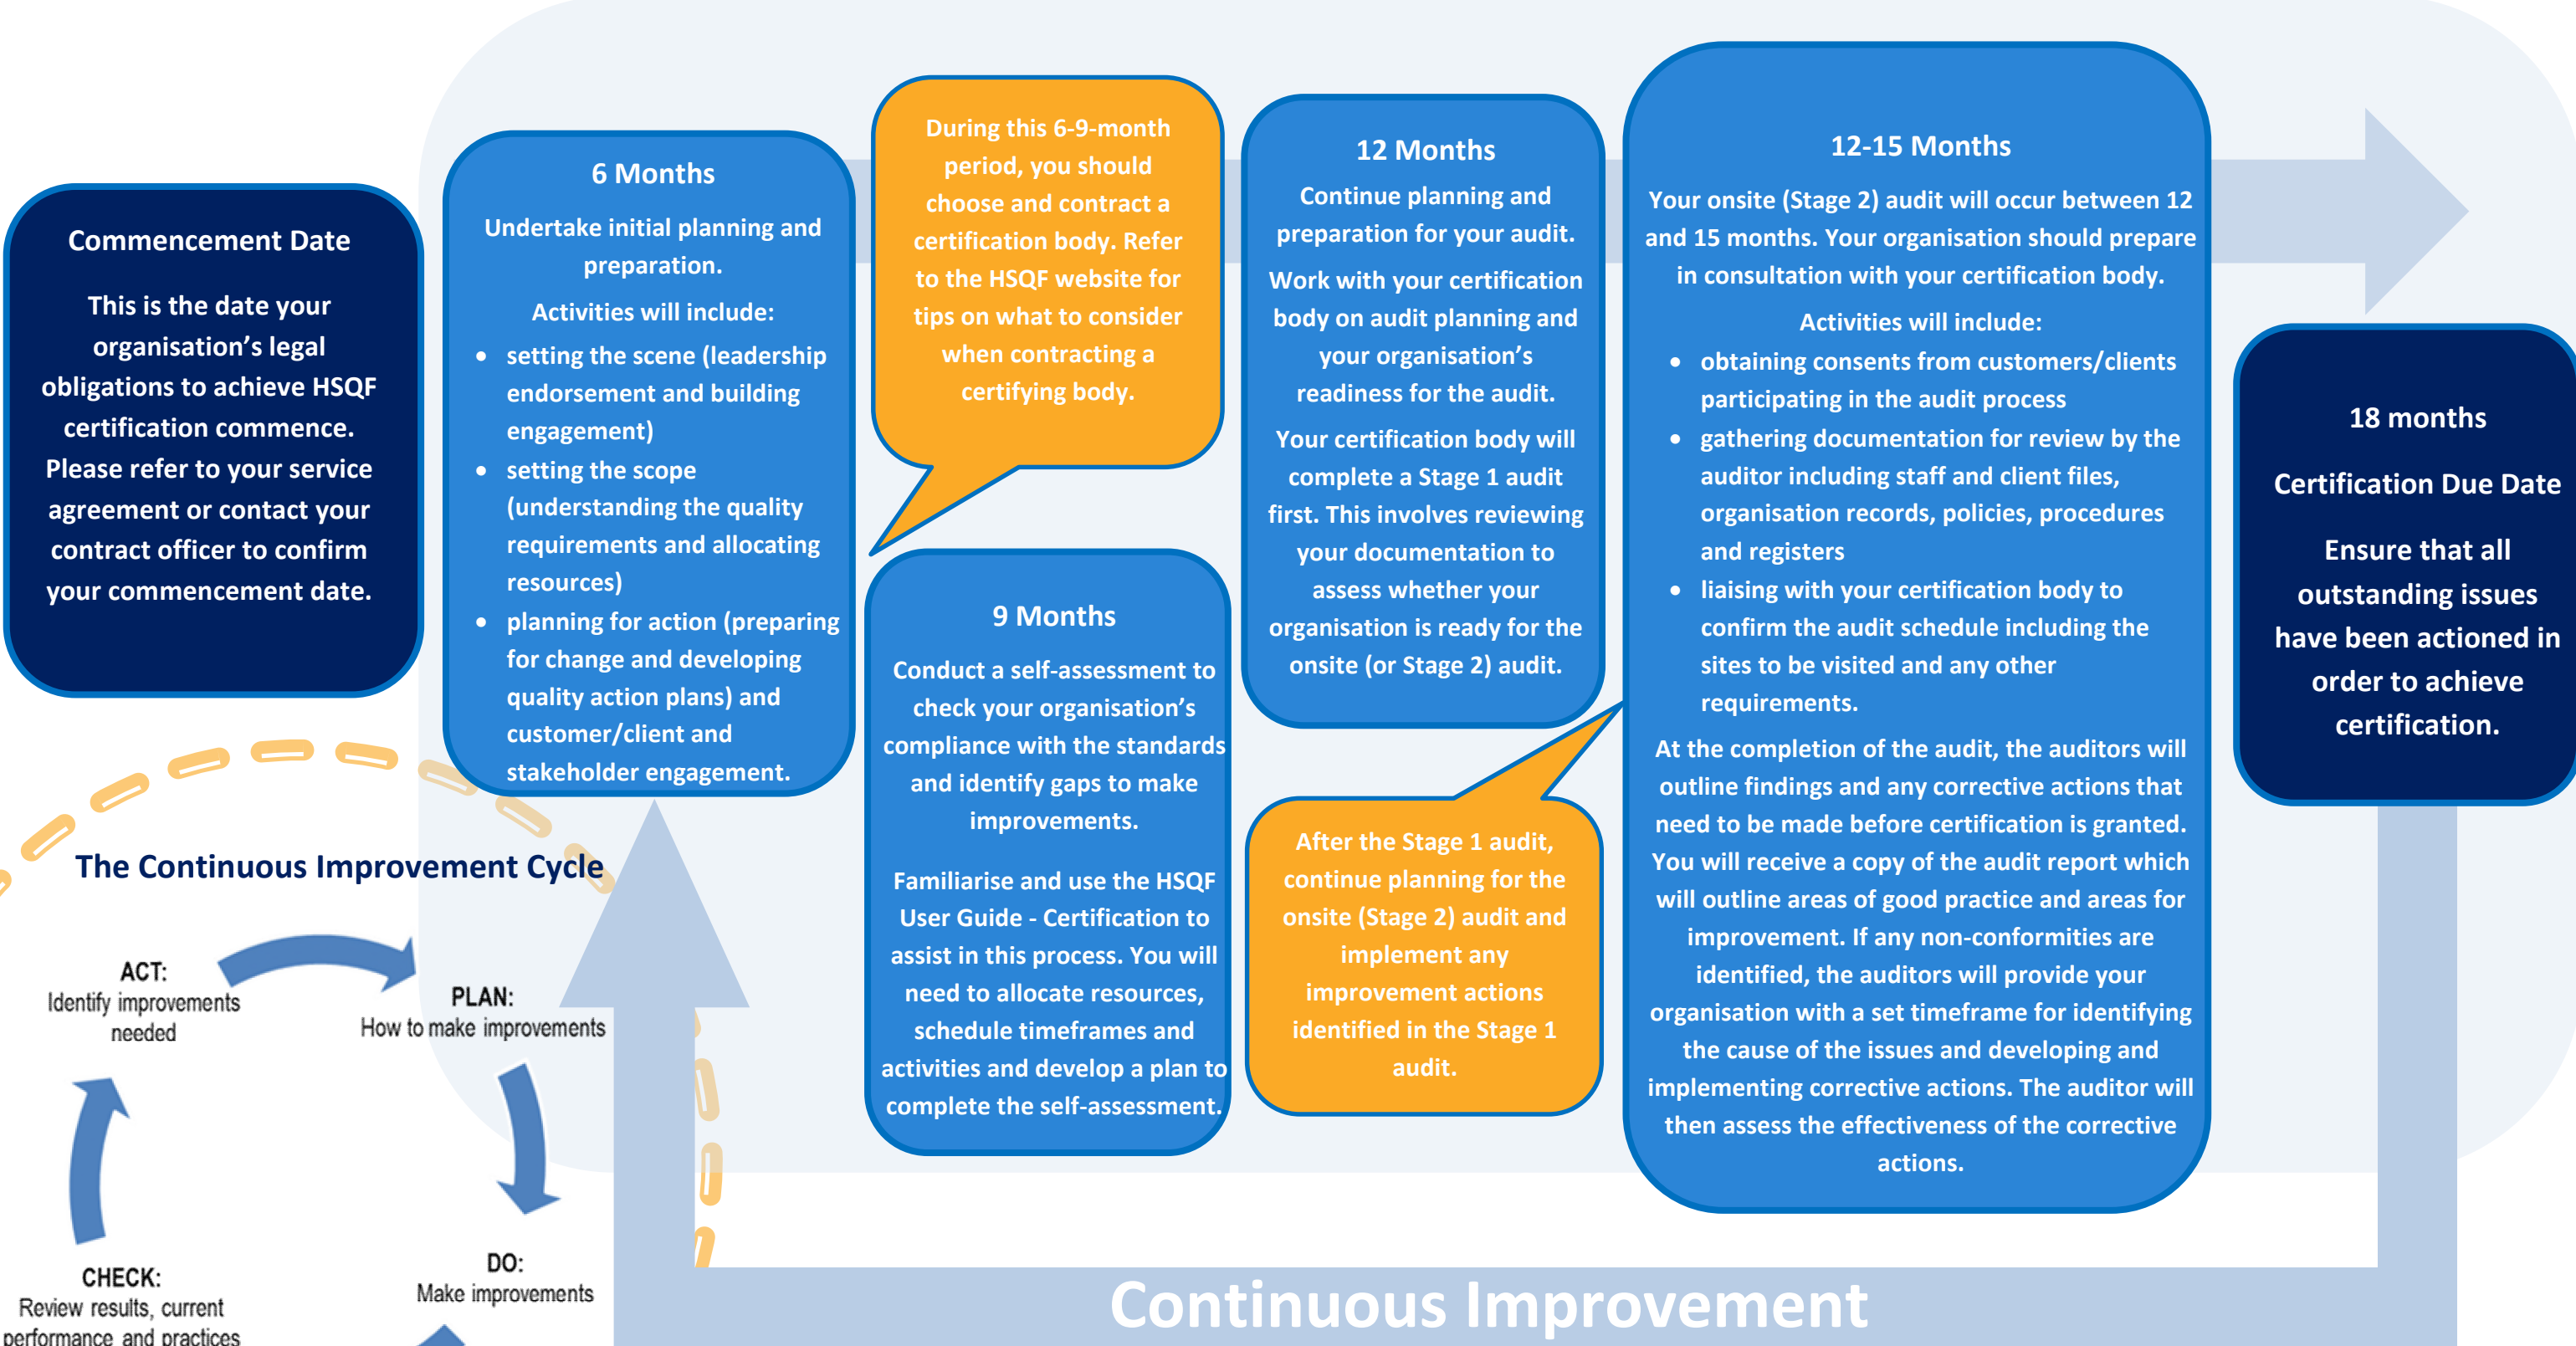 Commencement Date
This is the date your
organisation’s legal
obligations to achieve HSQF
certification commence.
Please refer to your service
agreement or contact your
contract officer to confirm
your commencement date.
6 Months
Undertake initial planning and
preparation.
Activities will include:
• setting the scene (leadership
endorsement and building
engagement)
• setting the scope
(understanding the quality
requirements and allocating
resources)
• planning for action (preparing
for change and developing
quality action plans) and
customer/client and
stakeholder engagement.
During this 6-9-month
period, you should
choose and contract a
certification body. Refer
to the HSQF website for
tips on what to consider
when contracting a
certifying body.
9 Months
Conduct a self-assessment to
check your organisation’s
compliance with the standards
and identify gaps to make
improvements.
Familiarise and use the HSQF
User Guide - Certification to
assist in this process. You will
need to allocate resources,
schedule timeframes and
activities and develop a plan to
complete the self-assessment.
12 Months
Continue planning and
preparation for your audit.
Work with your certification
body on audit planning and
your organisation’s
readiness for the audit.
Your certification body will
complete a Stage 1 audit
first. This involves reviewing
your documentation to
assess whether your
organisation is ready for the
onsite (or Stage 2) audit.
After the Stage 1 audit,
continue planning for the
onsite (Stage 2) audit and
implement any
improvement actions
identified in the Stage 1
audit.
12-15 Months
Your onsite (Stage 2) audit will occur between 12
and 15 months. Your organisation should prepare
in consultation with your certification body.
Activities will include:
• obtaining consents from customers/clients
participating in the audit process
• gathering documentation for review by the
auditor including staff and client files,
organisation records, policies, procedures
and registers
• liaising with your certification body to
confirm the audit schedule including the
sites to be visited and any other
requirements.
At the completion of the audit, the auditors will
outline findings and any corrective actions that
need to be made before certification is granted.
You will receive a copy of the audit report which
will outline areas of good practice and areas for
improvement. If any non-conformities are
identified, the auditors will provide your
organisation with a set timeframe for identifying
the cause of the issues and developing and
implementing corrective actions. The auditor will
then assess the effectiveness of the corrective
actions.
18 months
Certification Due Date
Ensure that all
outstanding issues
have been actioned in
order to achieve
certification.
The Continuous Improvement Cycle
ACT:
Identify improvements
needed
PLAN:
How to make improvements
DO:
Make improvements
CHECK:
Review results, current
performance and practices
Continuous Improvement